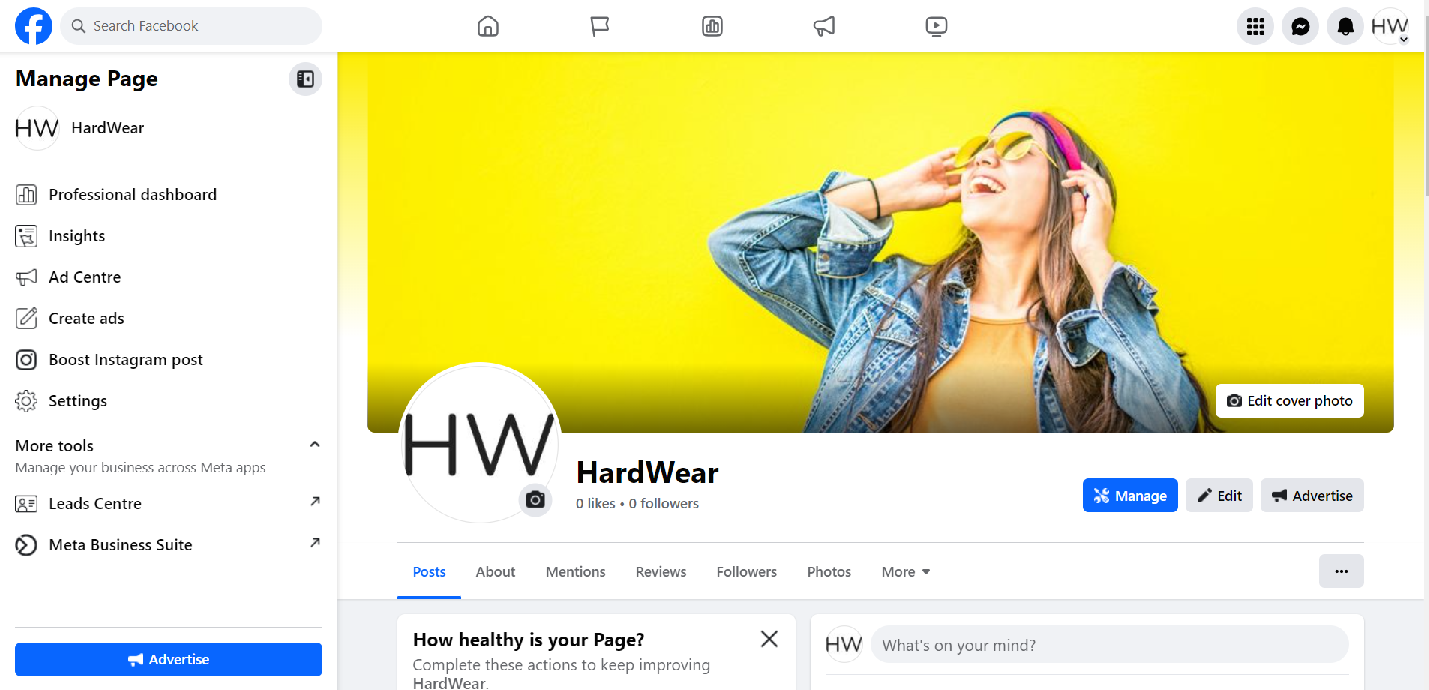 Search Facebook
HW
Manage Page
HW
HardWear
Professional dashboard
Insights
Ad Centre
Create ads
Boost Instagram post
Settings
More tools
Manage your business across Meta apps
Leads Centre
Meta Business Suite
Advertise
Edit cover photo
HW
HardWear
0 likes • 0 followers
Manage
Edit
Advertise
Posts
About
Mentions
Reviews
Followers
Photos
More
How healthy is your Page?
Complete these actions to keep improving
HardWear.
HW
What's on your mind?